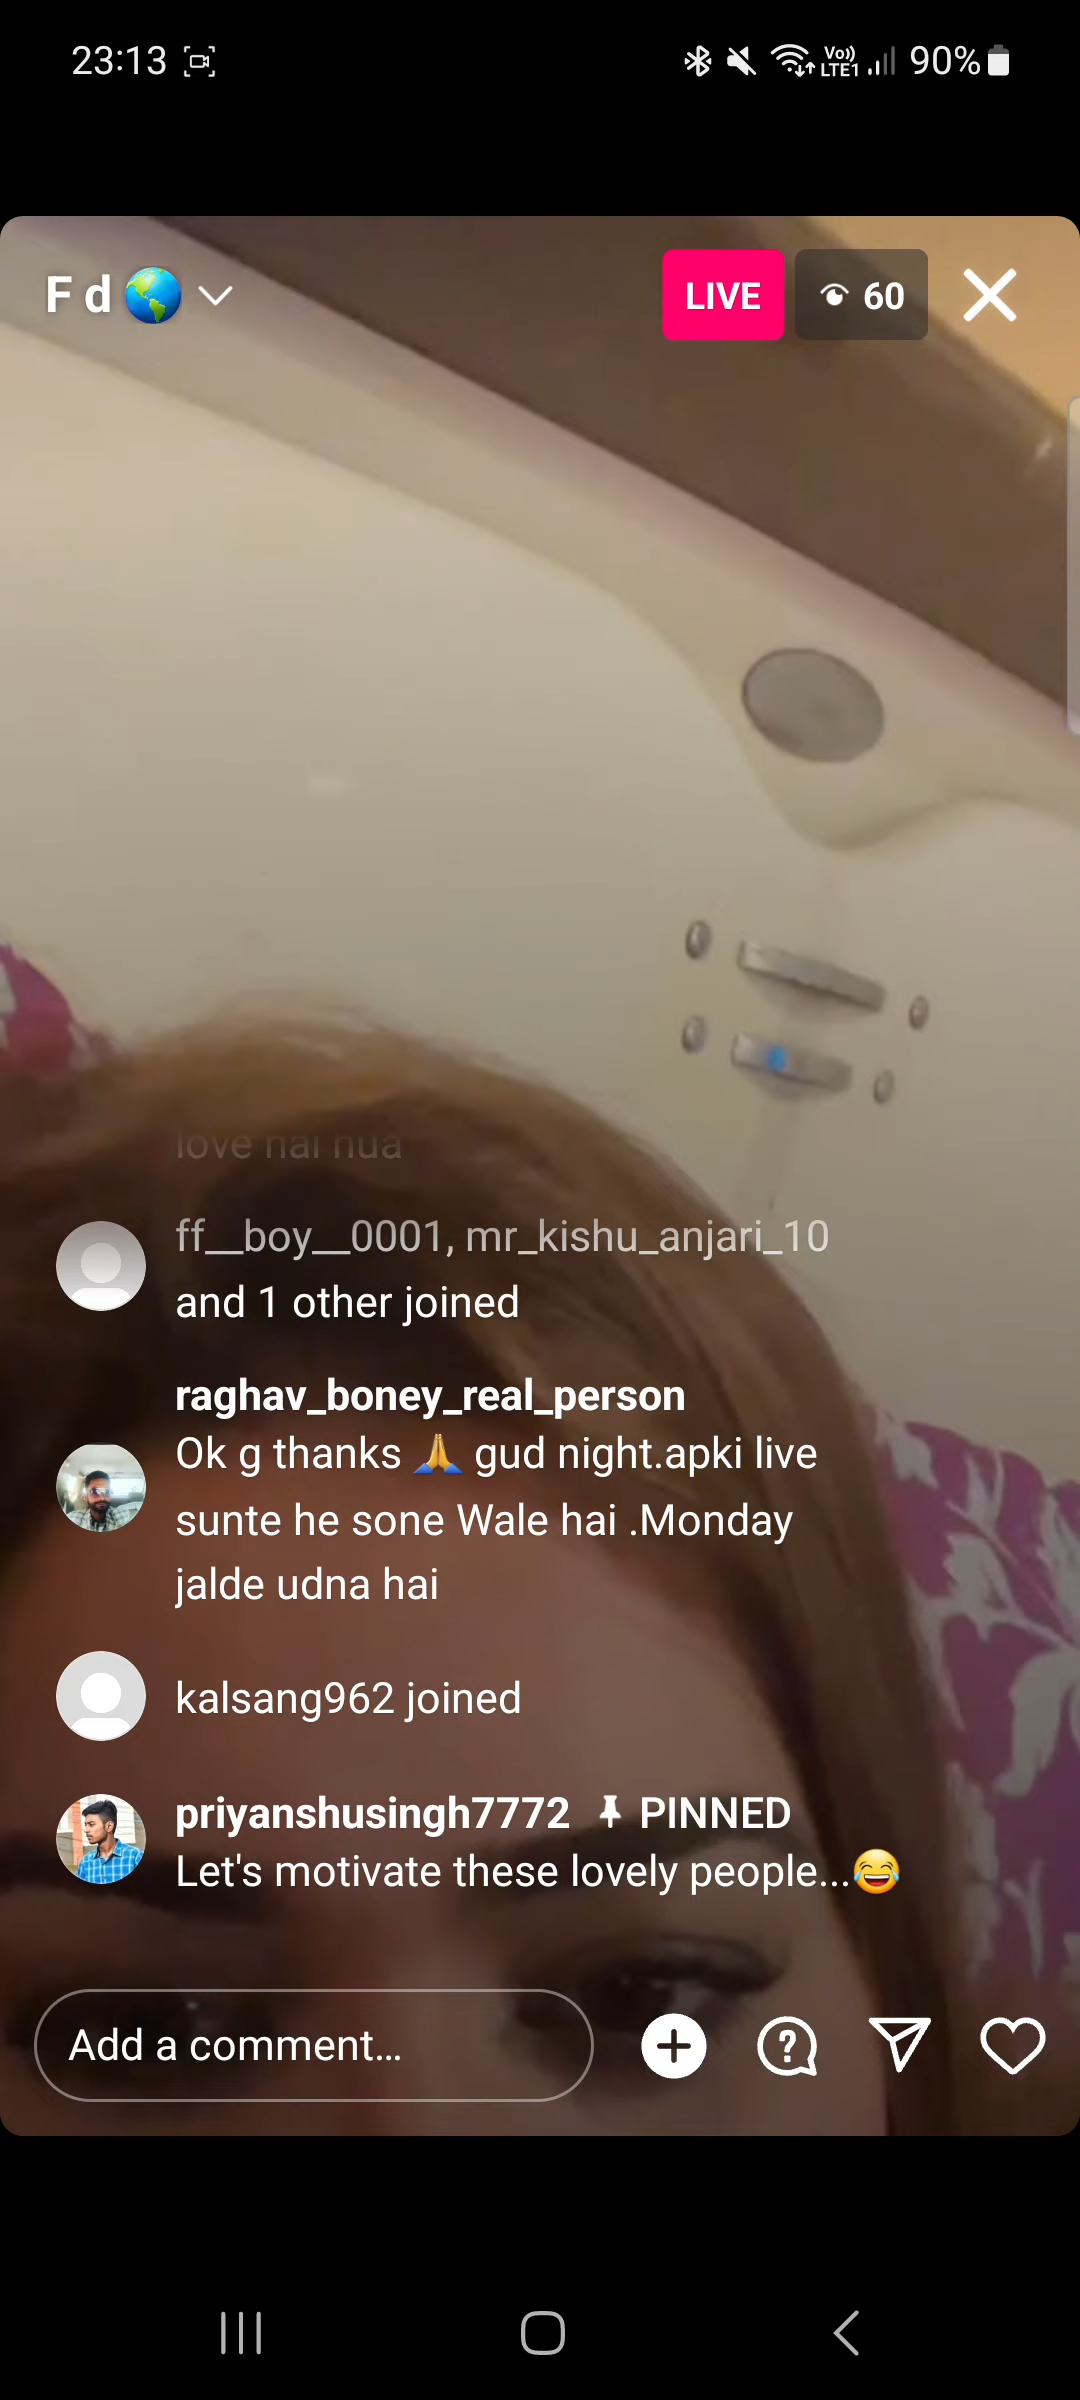 23:13
Vo)) LTE1 90%
F d 🌎
LIVE
60
love hai hua
ff__boy__0001, mr_kishu_anjari_10
and 1 other joined
raghav_boney_real_person
Ok g thanks 🙏 gud night.apki live
sunte he sone Wale hai .Monday
jalde udna hai
kalsang962 joined
priyanshusingh7772 📌 PINNED
Let's motivate these lovely people...😂
Add a comment...